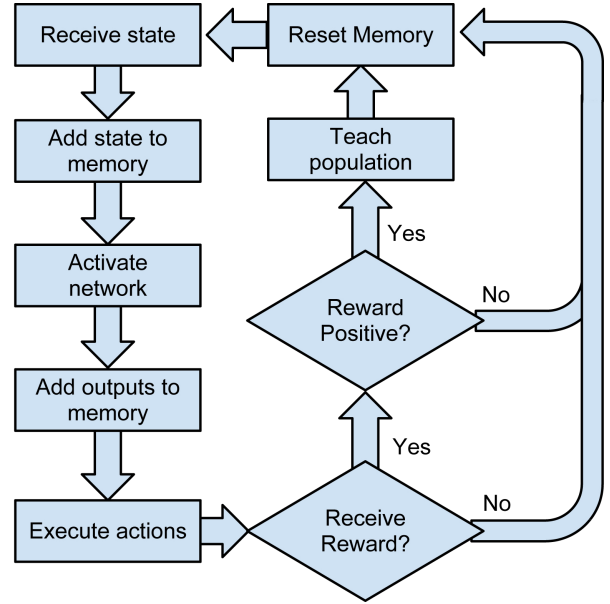 Receive state
Reset Memory
Add state to
memory
Teach
population
Yes
Activate
network
No
Reward
Positive?
Add outputs to
memory
Yes
No
Execute actions
Receive
Reward?